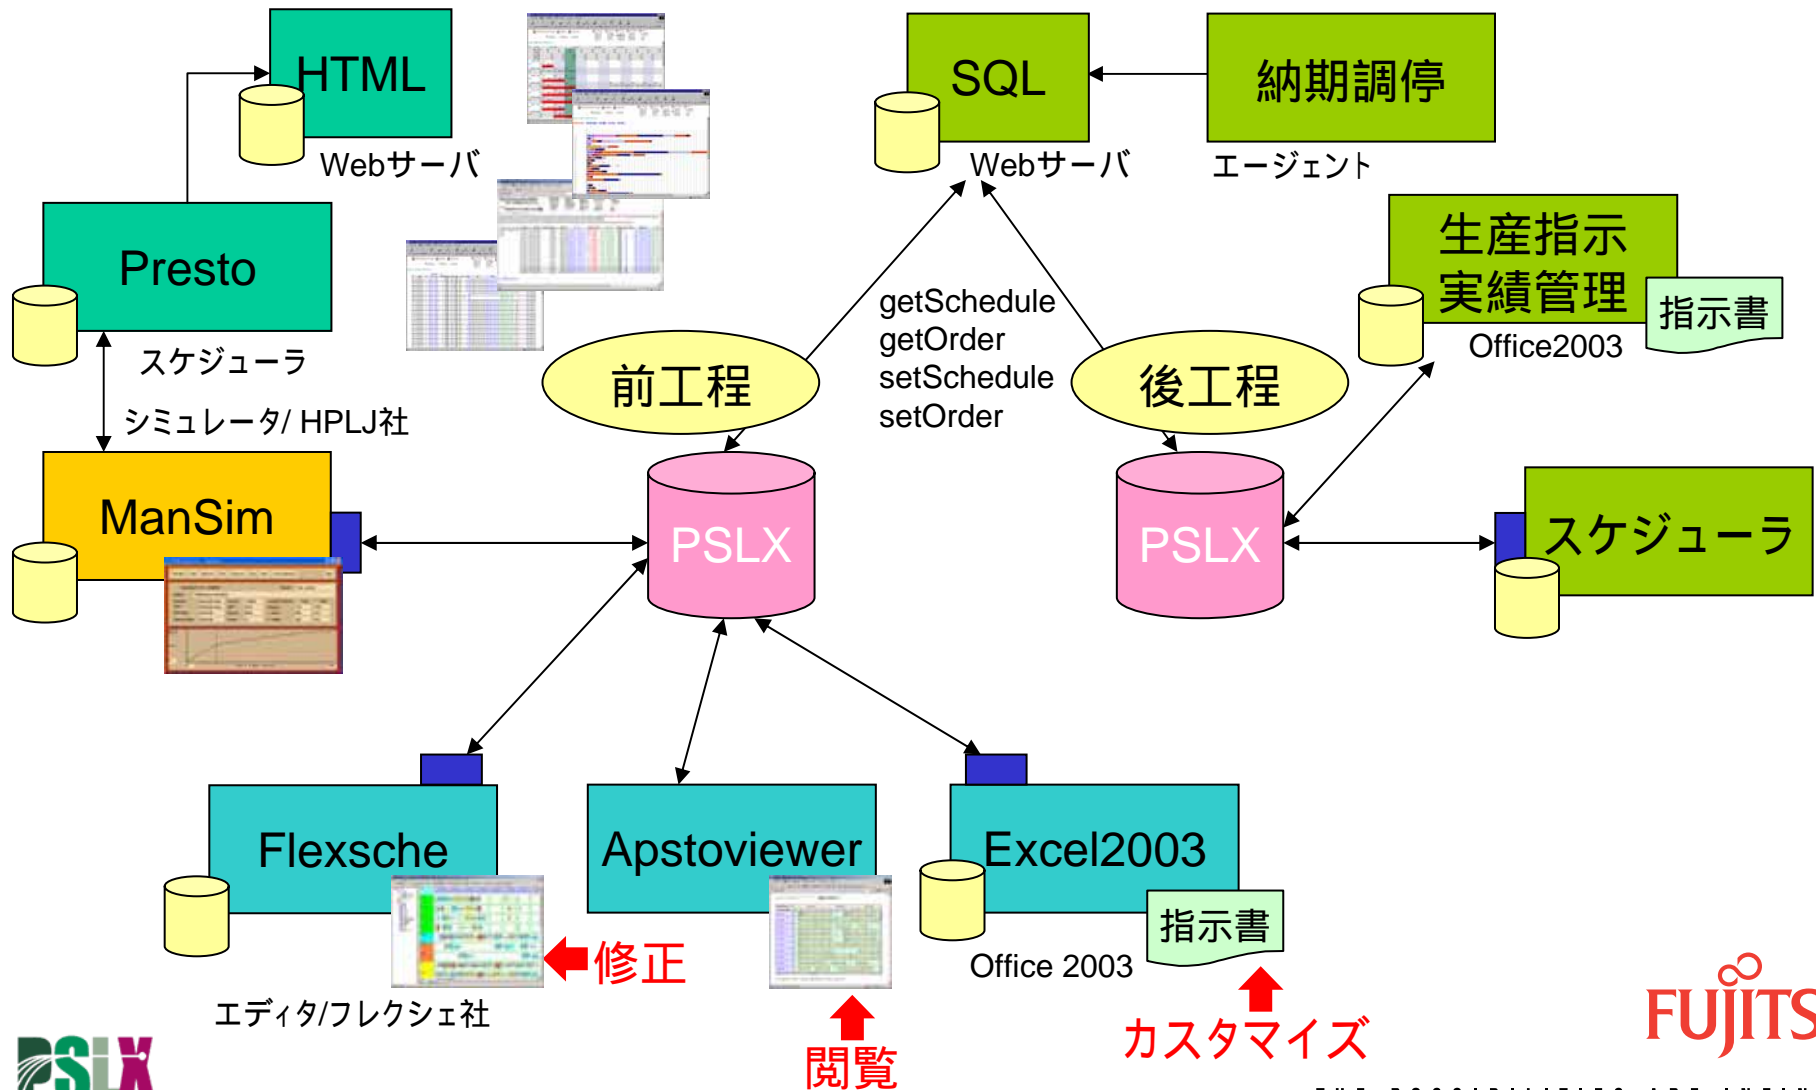 HTML
Webサーバ
SQL
Webサーバ
納期調停
エージェント
Presto
スケジューラ
生産指示
実績管理
指示書
Office2003
getSchedule
getOrder
setSchedule
setOrder
前工程
後工程
シミュレータ/ HPLJ社
ManSim
PSLX
PSLX
スケジューラ
Flexsche
Apstoviewer
Excel2003
指示書
Office 2003
修正
エディタ/フレクシェ社
閲覧
カスタマイズ
PSLX
FUJITS